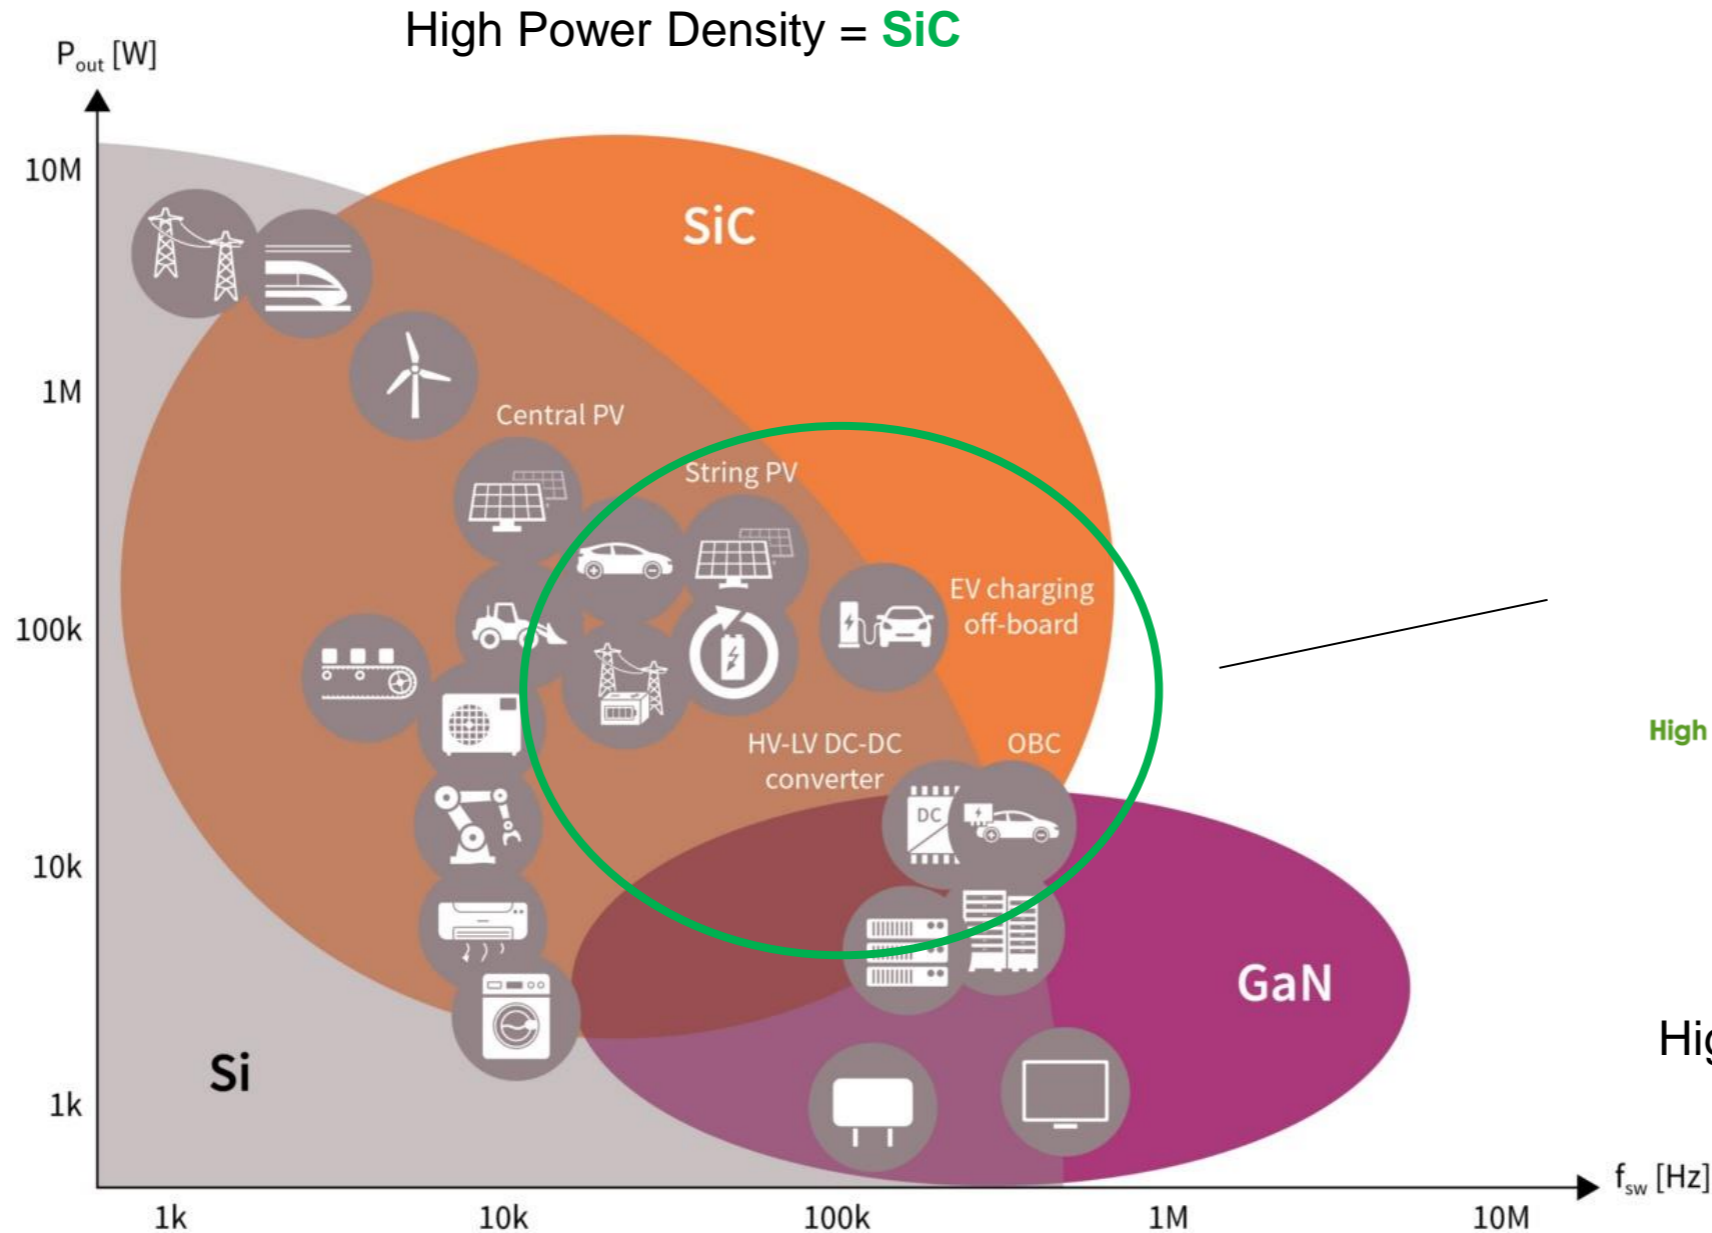 High Power Density = SiC
Pout [W]
10M
SiC
1M
Central PV
String PV
EV charging
off-board
100k
High
HV-LV DC-DC
converter
OBC
DC
10k
GaN
Si
1k
fsw [Hz]
1k
10k
100k
1M
10M